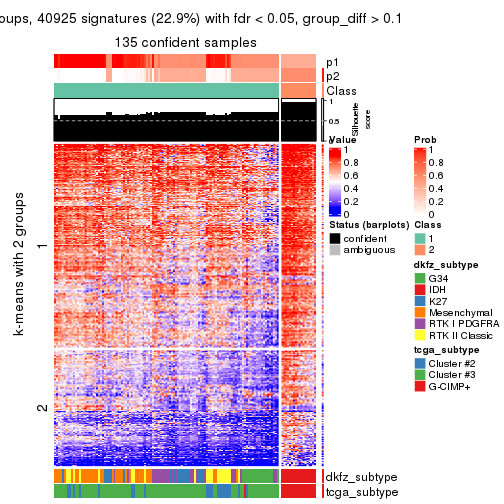 oups, 40925 signatures (22.9%) with fdr < 0.05, group_diff > 0.1
135 confident samples
p1
p2
Class
1
0.5
0
Silhouette
score
k-means with 2 groups
1
2
Value
1
0.8
0.6
0.4
0.2
0
Prob
1
0.8
0.6
0.4
0.2
0
Status (barplots)
confident
ambiguous
Class
1
2
dkfz_subtype
G34
IDH
K27
Mesenchymal
RTK I PDGFRA
RTK II Classic
tcga_subtype
Cluster #2
Cluster #3
G-CIMP+
dkfz_subtype
tcga_subtype